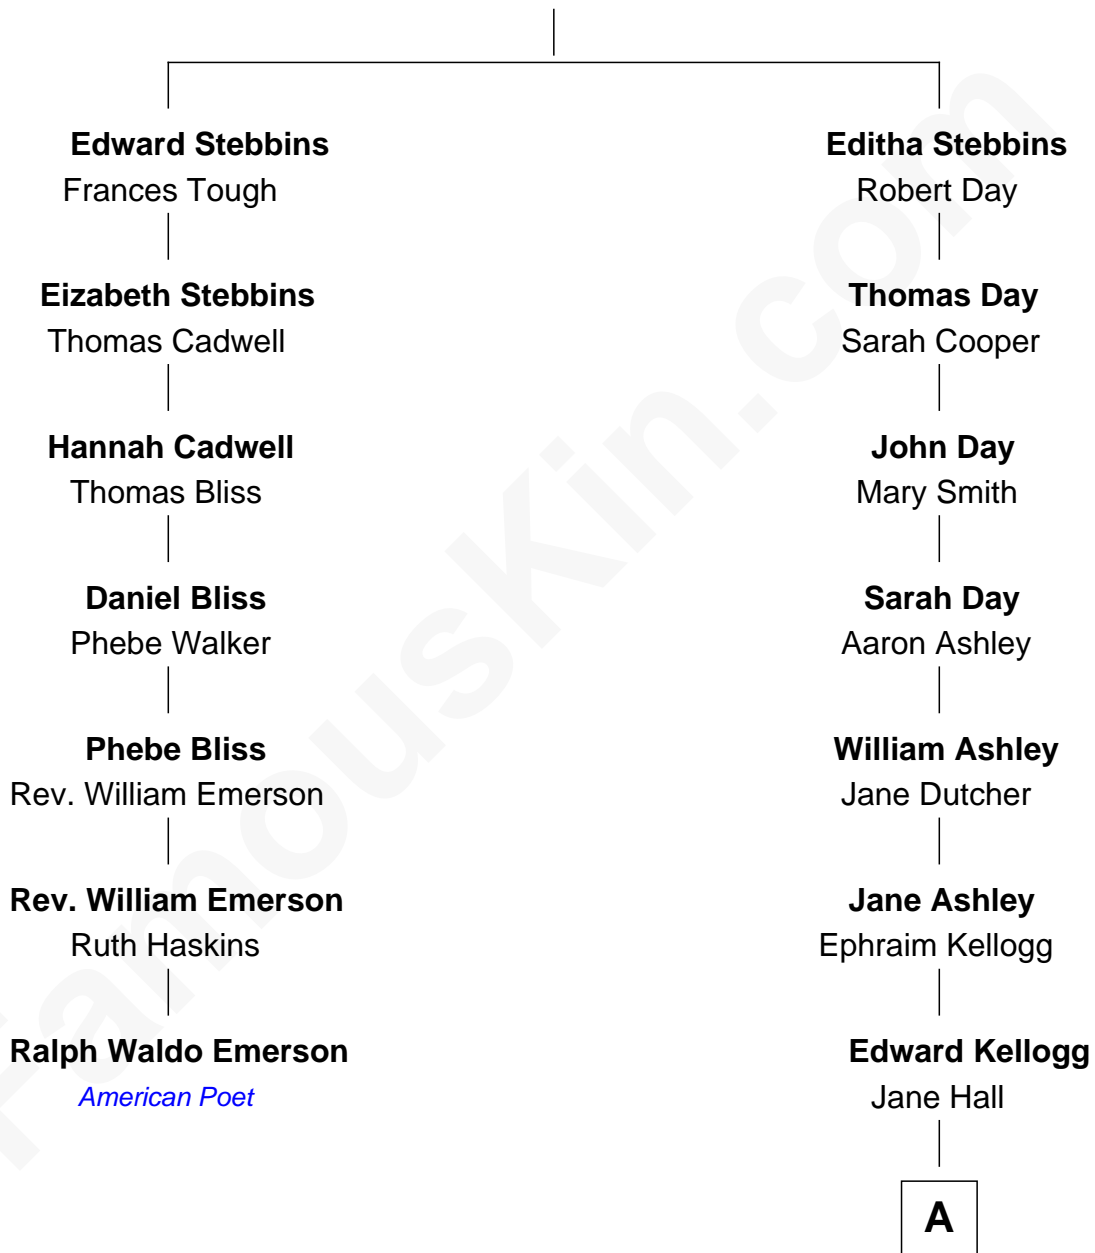 Edward Stebbins
Frances Tough
Eizabeth Stebbins
Thomas Cadwell
Hannah Cadwell
Thomas Bliss
Daniel Bliss
Phebe Walker
Phebe Bliss
Rev. William Emerson
Rev. William Emerson
Ruth Haskins
Ralph Waldo Emerson
American Poet
Editha Stebbins
Robert Day
Thomas Day
Sarah Cooper
John Day
Mary Smith
Sarah Day
Aaron Ashley
William Ashley
Jane Dutcher
Jane Ashley
Ephraim Kellogg
Edward Kellogg
Jane Hall
A
FamousKin.com